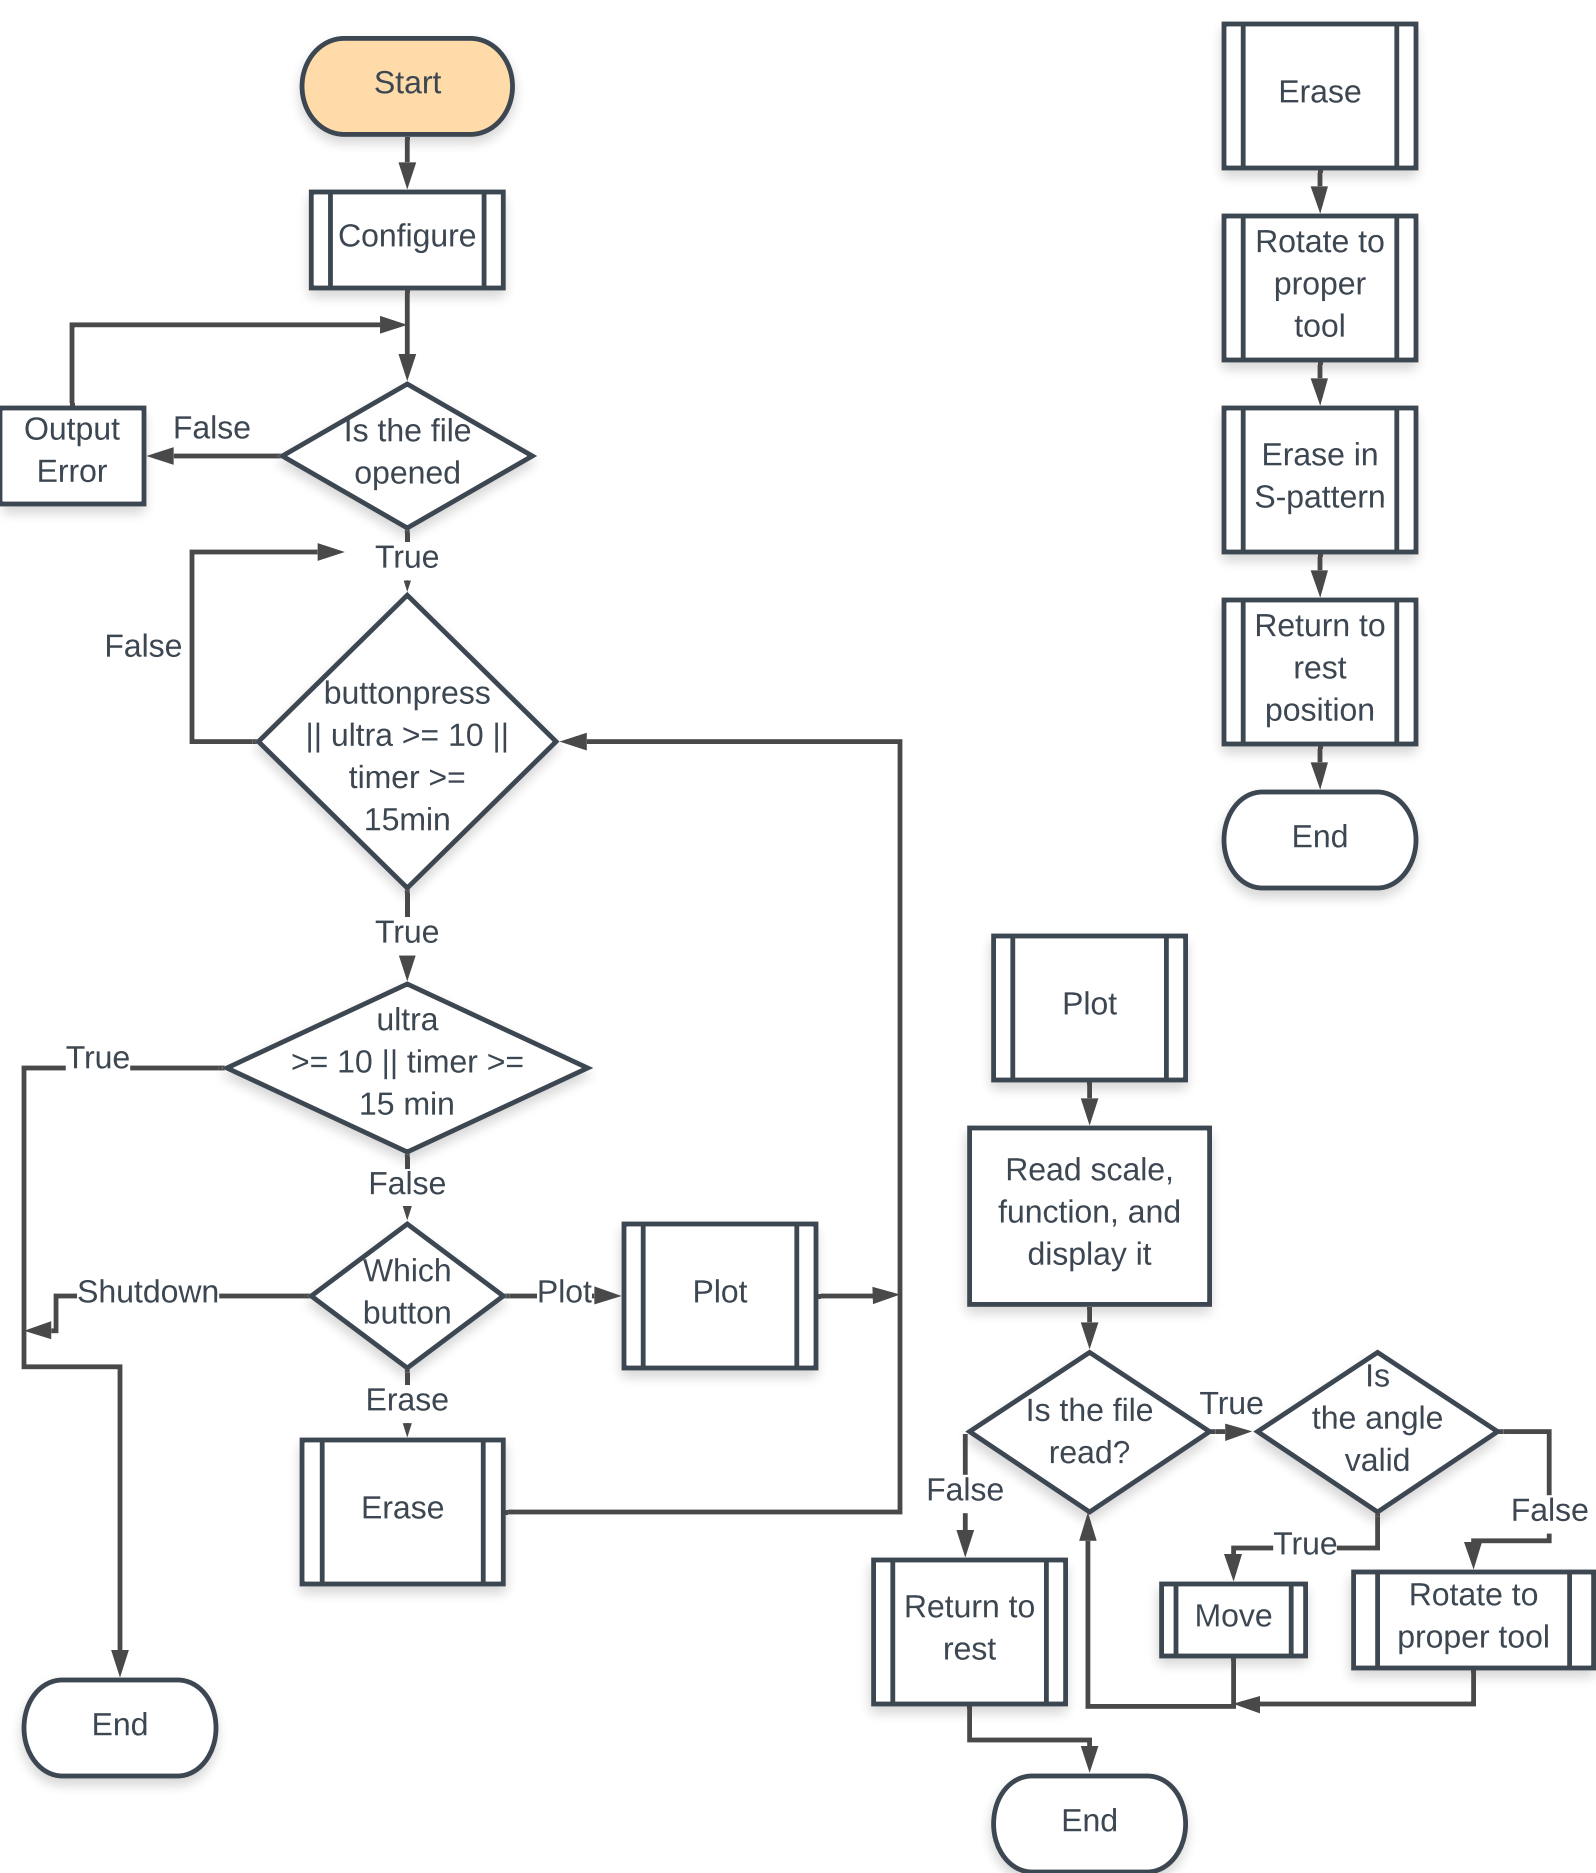 Start
Configure
Output
Error
False
Is the file
opened
True
False
buttonpress
|| ultra >= 10 ||
timer >=
15min
True
ultra
>= 10 || timer >=
15 min
True
False
Which
button
Shutdown
Plot
Plot
Erase
Erase
End
Erase
Rotate to
proper
tool
Erase in
S-pattern
Return to
rest
position
End
Plot
Read scale,
function, and
display it
Is the file
read?
True
Is
the angle
valid
False
False
True
Return to
rest
Move
Rotate to
proper tool
End